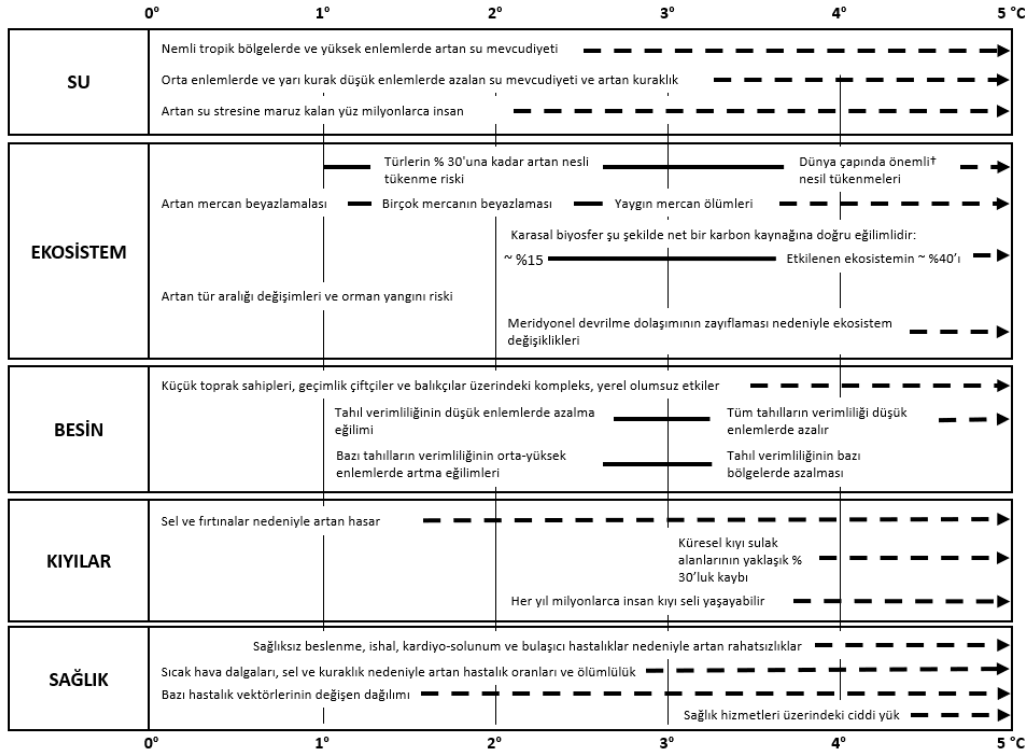 0° 1° 2° 3° 4° 5 °C
SU
Nemli tropik bölgelerde ve yüksek enlemlerde artan su mevcudiyeti
Orta enlemlerde ve yarı kurak düşük enlemlerde azalan su mevcudiyeti ve artan kuraklık
Artan su stresine maruz kalan yüz milyonlarca insan
EKOSİSTEM
Türlerin % 30'una kadar artan nesli
tükenme riski
Dünya çapında önemli†
nesil tükenmeleri
Artan mercan beyazlamalası
Birçok mercanın beyazlaması
Yaygın mercan ölümleri
Karasal biyosfer şu şekilde net bir karbon kaynağına doğru eğilimlidir:
~ %15
Etkilenen ekosistemin ~ %40'ı
Artan tür aralığı değişimleri ve orman yangını riski
Meridyonel devrilme dolaşımının zayıflaması nedeniyle ekosistem
değişiklikleri
BESİN
Küçük toprak sahipleri, geçimlik çiftçiler ve balıkçılar üzerindeki kompleks, yerel olumsuz etkiler
Tahıl verimliliğinin düşük enlemlerde azalma
eğilimi
Tüm tahılların verimliliği düşük
enlemlerde azalır
Bazı tahılların verimliliğinin orta-yüksek
enlemlerde artma eğilimleri
Tahıl verimliliğinin bazı
bölgelerde azalması
KIYILAR
Sel ve fırtınalar nedeniyle artan hasar
Küresel kıyı sulak
alanlarının yaklaşık %
30'luk kaybı
Her yıl milyonlarca insan kıyı seli yaşayabilir
SAĞLIK
Sağlıksız beslenme, ishal, kardiyo-solunum ve bulaşıcı hastalıklar nedeniyle artan rahatsızlıklar
Sıcak hava dalgaları, sel ve kuraklık nedeniyle artan hastalık oranları ve ölümlülük
Bazı hastalık vektörlerinin değişen dağılımı
Sağlık hizmetleri üzerindeki ciddi yük
0° 1° 2° 3° 4° 5 °C